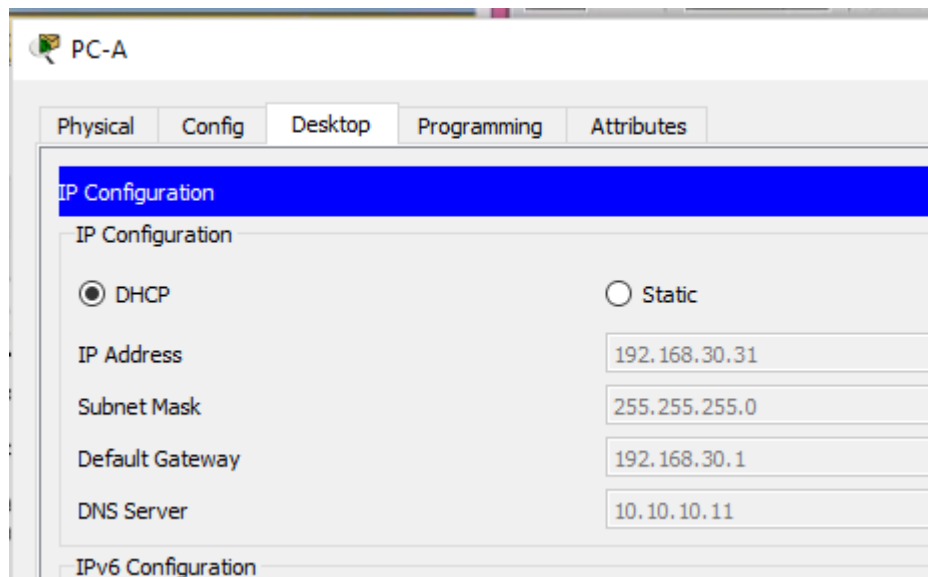 PC-A
Physical Config Desktop Programming Attributes
IP Configuration
IP Configuration
DHCP Static
IP Address 192.168.30.31
Subnet Mask 255.255.255.0
Default Gateway 192.168.30.1
DNS Server 10.10.10.11
IPv6 Configuration